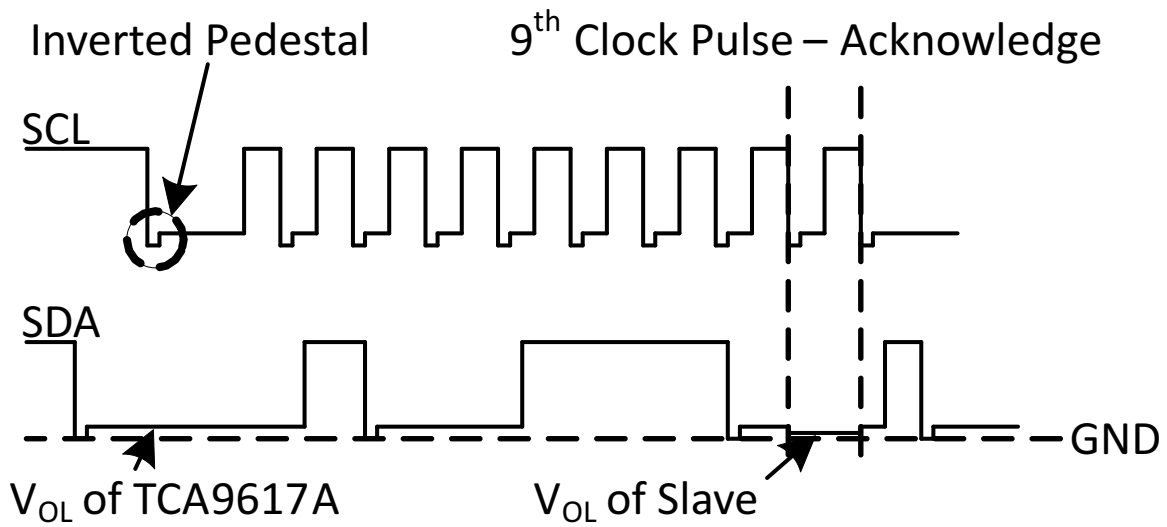 Inverted Pedestal
9th Clock Pulse – Acknowledge
SCL
SDA
GND
VOL of TCA9617A
VOL of Slave